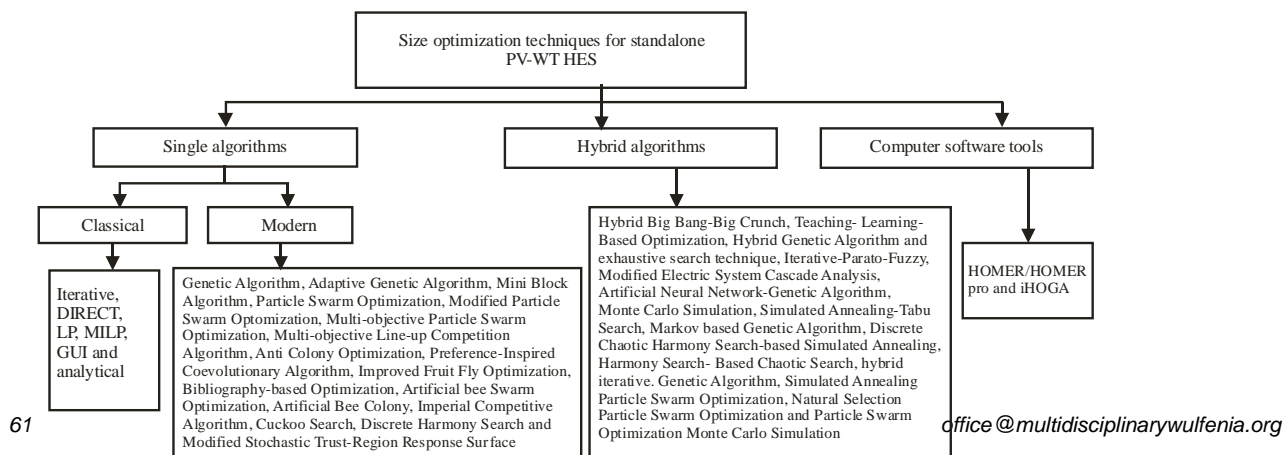 Size optimization techniques for standalone
PV-WT HES
Single algorithms
Hybrid algorithms
Computer software tools
Classical
Modern
Iterative,
DIRECT,
LP, MILP,
GUI and
analytical
Genetic Algorithm, Adaptive Genetic Algorithm, Mini Block
Algorithm, Particle Swarm Optimization, Modified Particle
Swarm Optomization, Multi-objective Particle Swarm
Optimization, Multi-objective Line-up Competition
Algorithm, Anti Colony Optimization, Preference-Inspired
Coevolutionary Algorithm, Improved Fruit Fly Optimization,
Bibliography-based Optimization, Artificial bee Swarm
Optimization, Artificial Bee Colony, Imperial Competitive
Algorithm, Cuckoo Search, Discrete Harmony Search and
Modified Stochastic Trust-Region Response Surface
Hybrid Big Bang-Big Crunch, Teaching- Learning-
Based Optimization, Hybrid Genetic Algorithm and
exhaustive search technique, Iterative-Parato-Fuzzy,
Modified Electric System Cascade Analysis,
Artificial Neural Network-Genetic Algorithm,
Monte Carlo Simulation, Simulated Annealing-Tabu
Search, Markov based Genetic Algorithm, Discrete
Chaotic Harmony Search-based Simulated Annealing,
Harmony Search- Based Chaotic Search, hybrid
iterative. Genetic Algorithm, Simulated Annealing
Particle Swarm Optimization, Natural Selection
Particle Swarm Optimization and Particle Swarm
Optimization Monte Carlo Simulation
HOMER/HOMER
pro and iHOGA
61
office@multidisciplinarywulfenia.org